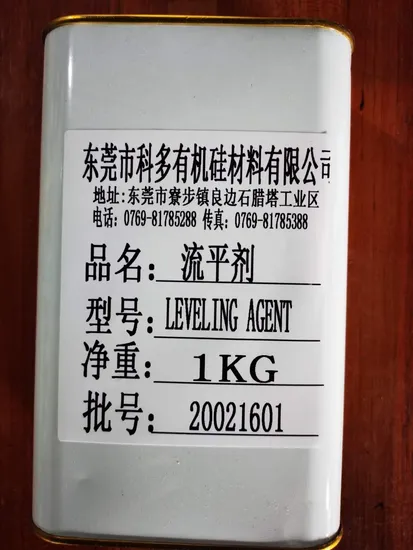 东莞市科多有机硅材料有限公司
地址:东莞市寮步镇良边石腊塔工业区
电话: 0769-81785288 传真: 0769-81785388
品名: 流平剂
型号: LEVELING AGENT
净重: 1KG
批号: 20021601